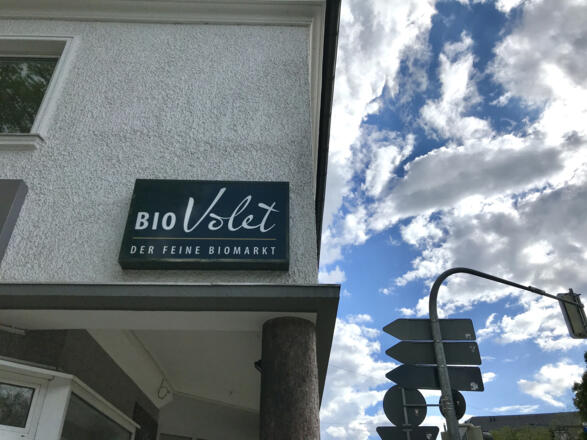 BIO Volet
DER FEINE BIOMARKT